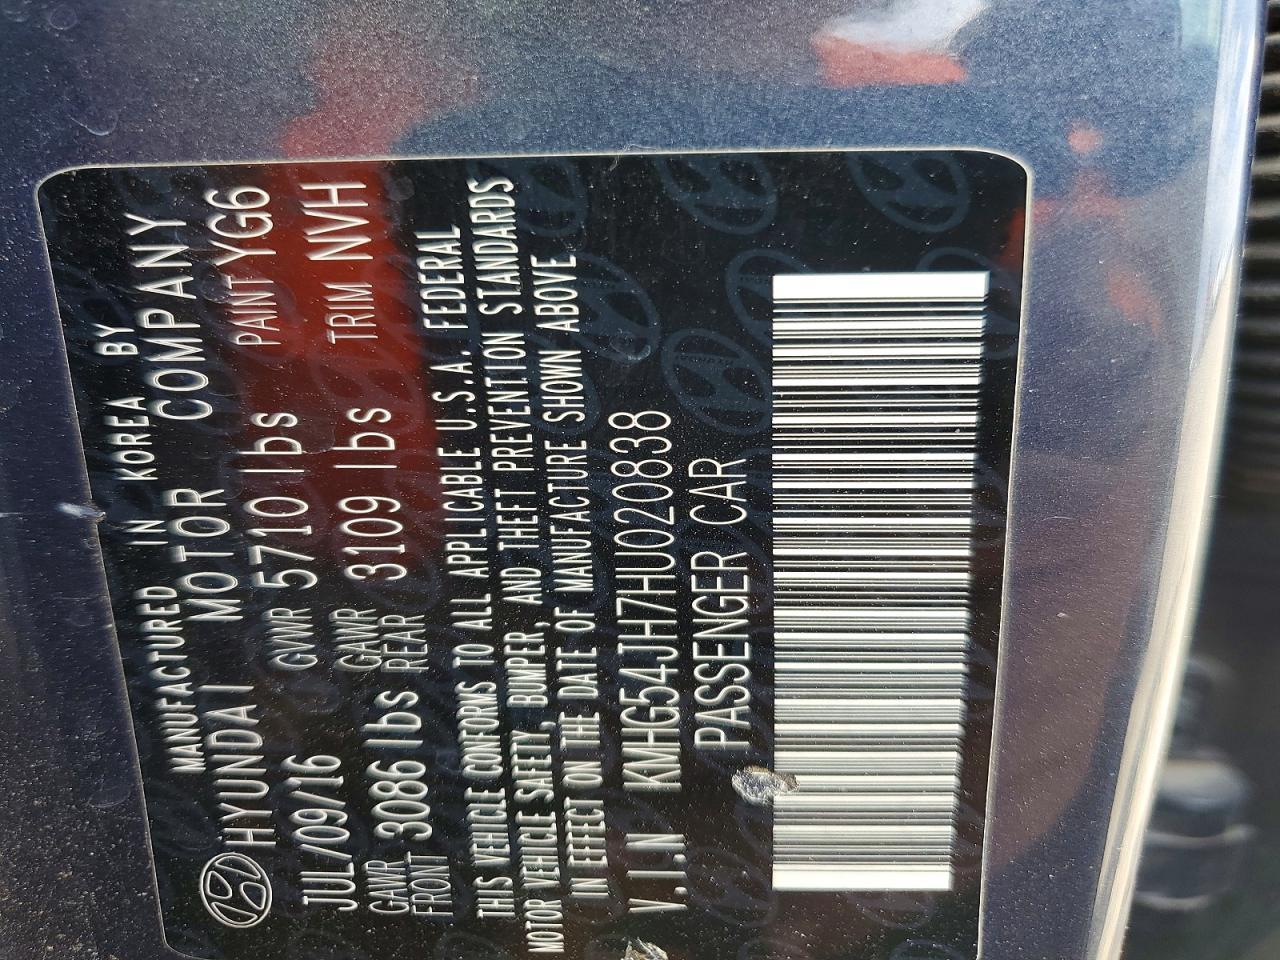 MANUFACTURED IN KOREA BY
HYUNDAI MOTOR COMPANY
JUL/09/16 GVWR 5710 lbs PAINT YG6
GAWR FRONT 3086 lbs GAWR REAR 3109 lbs TRIM NVH
THIS VEHICLE CONFORMS TO ALL APPLICABLE U.S.A. FEDERAL
MOTOR VEHICLE SAFETY, BUMPER, AND THEFT PREVENTION STANDARDS
IN EFFECT ON THE DATE OF MANUFACTURE SHOWN ABOVE
V.I.N KMHG54JH7HU020838
PASSENGER CAR